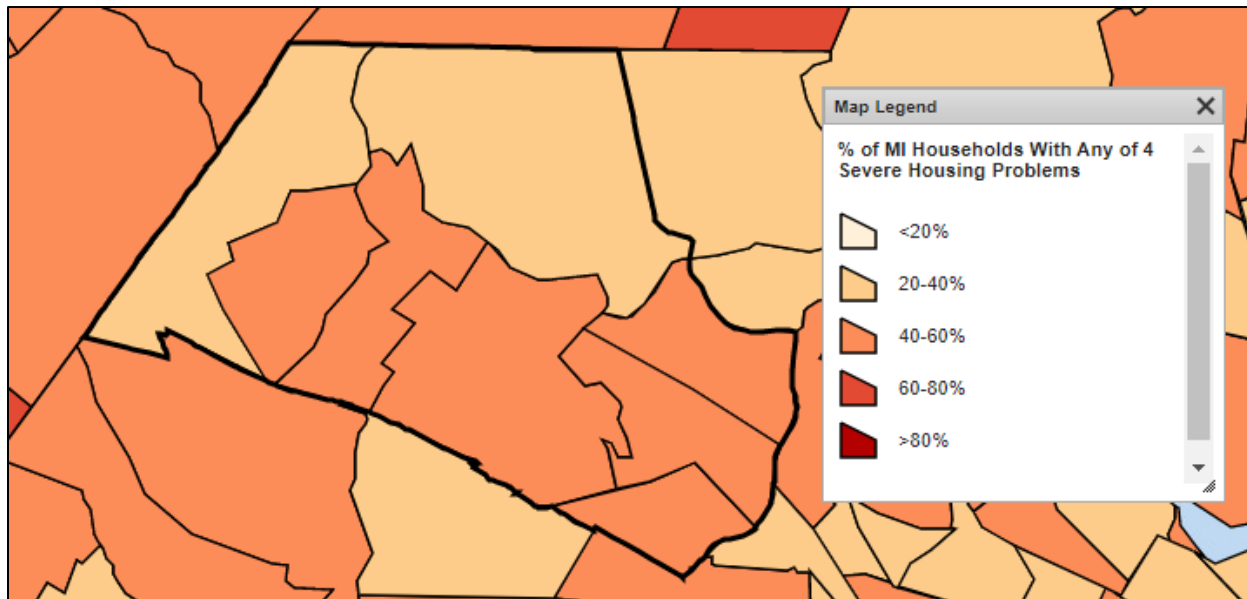 Map Legend
% of MI Households With Any of 4
Severe Housing Problems
<20%
20-40%
40-60%
60-80%
>80%